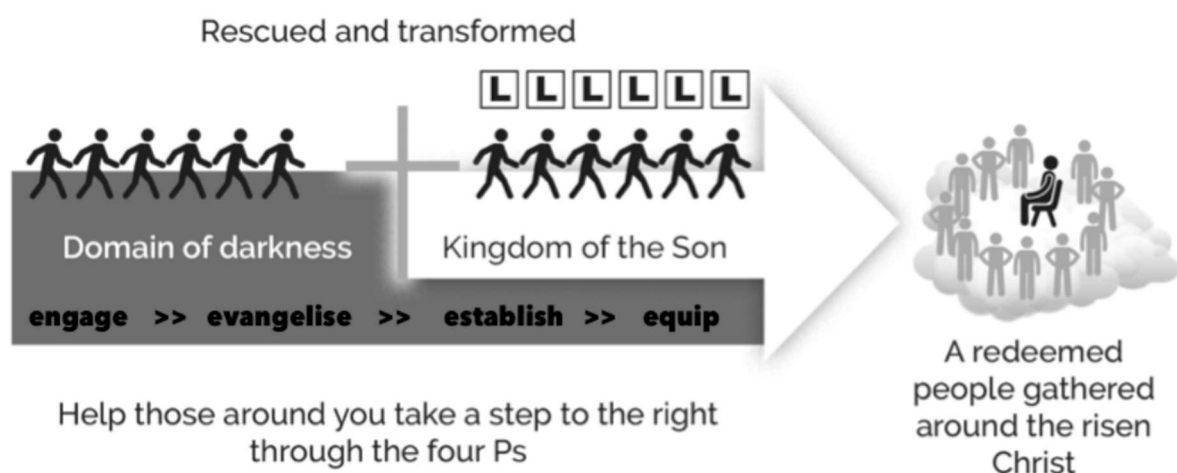 Rescued and transformed
L L L L L L
Domain of darkness
Kingdom of the Son
engage >> evangelise >> establish >> equip
Help those around you take a step to the right
through the four Ps
A redeemed
people gathered
around the risen
Christ